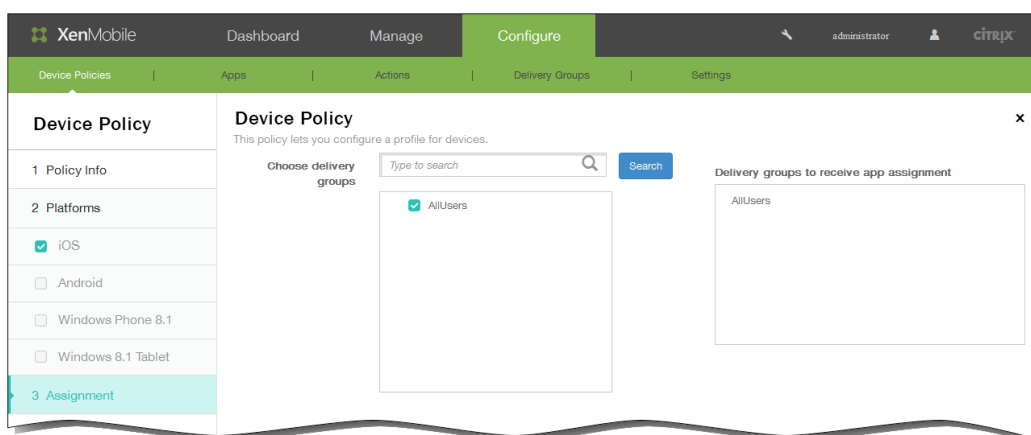 XenMobile Dashboard Manage Configure administrator CİTRIX
Device Policies | Apps | Actions | Delivery Groups | Settings
Device Policy
1 Policy Info
2 Platforms
iOS
Android
Windows Phone 8.1
Windows 8.1 Tablet
3 Assignment
Device Policy x
This policy lets you configure a profile for devices.
Choose delivery
groups
Type to search Search
AllUsers
Delivery groups to receive app assignment
AllUsers